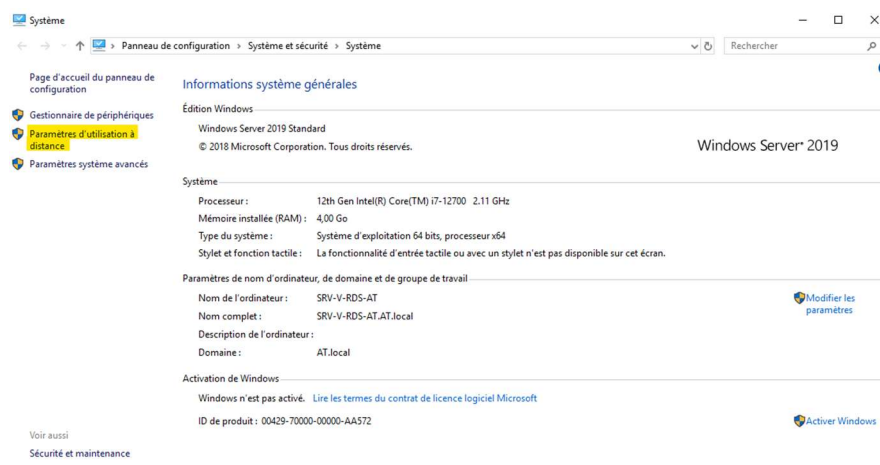 Système
Panneau de configuration > Système et sécurité > Système
Rechercher
Page d'accueil du panneau de
configuration
Gestionnaire de périphériques
Paramètres d'utilisation à
distance
Paramètres système avancés
Informations système générales
Édition Windows
Windows Server 2019 Standard
© 2018 Microsoft Corporation. Tous droits réservés.
Windows Server® 2019
Système
Processeur : 12th Gen Intel(R) Core(TM) i7-12700 2.11 GHz
Mémoire installée (RAM) : 4,00 Go
Type du système : Système d'exploitation 64 bits, processeur x64
Stylet et fonction tactile : La fonctionnalité d'entrée tactile ou avec un stylet n'est pas disponible sur cet écran.
Paramètres de nom d'ordinateur, de domaine et de groupe de travail
Nom de l'ordinateur : SRV-V-RDS-AT
Modifier les
paramètres
Nom complet : SRV-V-RDS-AT.AT.local
Description de l'ordinateur :
Domaine : AT.local
Activation de Windows
Windows n'est pas activé. Lire les termes du contrat de licence logiciel Microsoft
ID de produit : 00429-70000-00000-AA572
Activer Windows
Voir aussi
Sécurité et maintenance